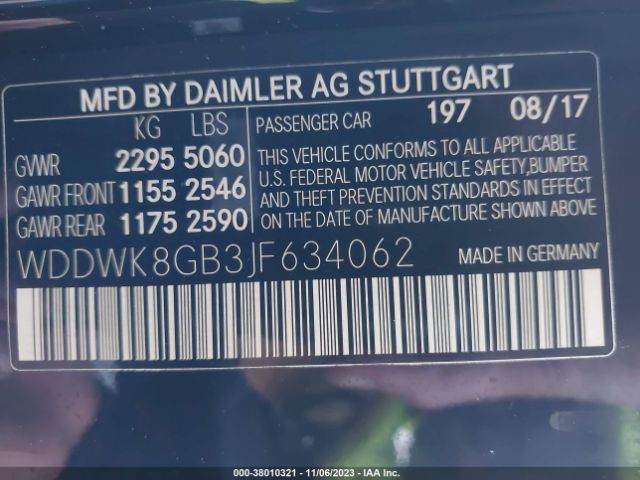 MFD BY DAIMLER AG STUTTGART
KG LBS
GVWR 2295 5060
GAWR FRONT 1155 2546
GAWR REAR 1175 2590
PASSENGER CAR 197 08/17
THIS VEHICLE CONFORMS TO ALL APPLICABLE
U.S. FEDERAL MOTOR VEHICLE SAFETY,BUMPER
AND THEFT PREVENTION STANDARDS IN EFFECT
ON THE DATE OF MANUFACTURE SHOWN ABOVE
WDDWK8GB3JF634062 MADE IN GERMANY
000-38010321 - 11/06/2023 - IAA Inc.